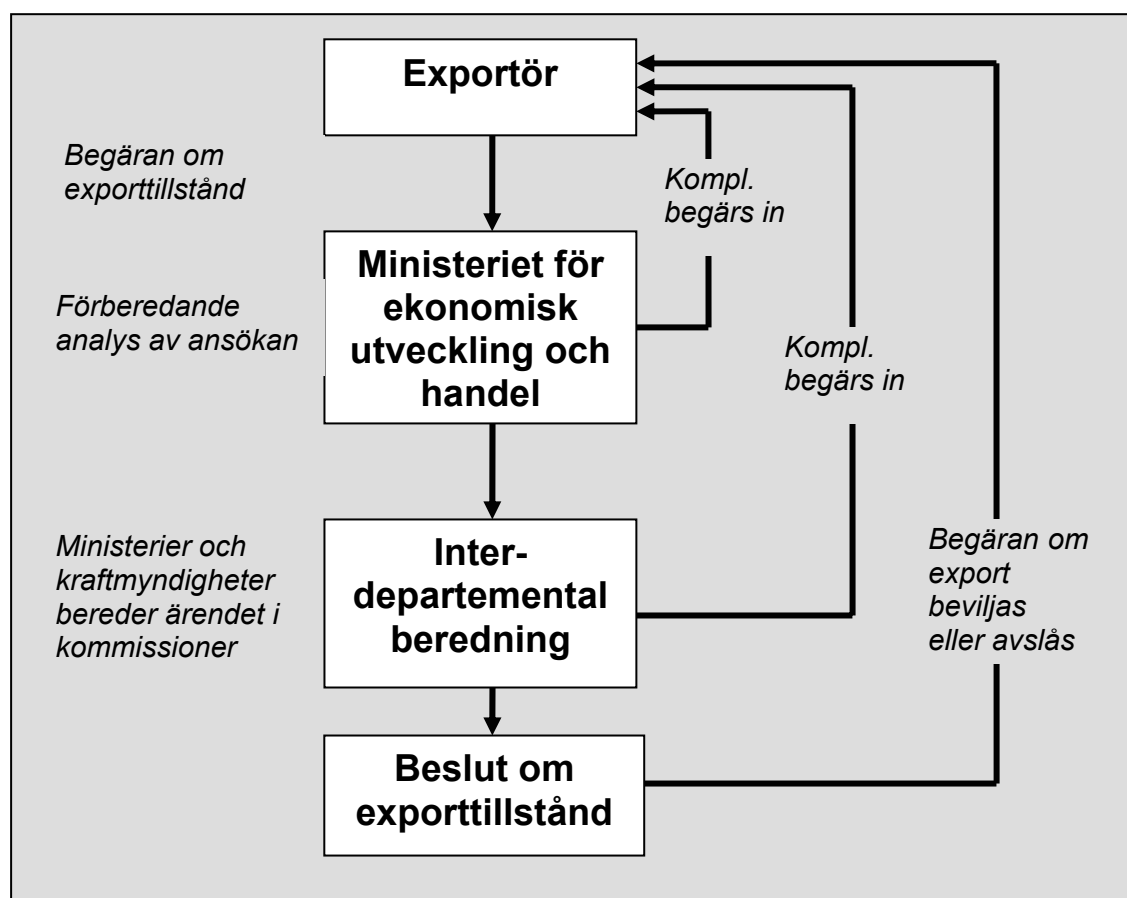 Exportör
Begäran om
exporttillstånd
Kompl.
begärs in
Ministeriet för
ekonomisk
utveckling och
handel
Förberedande
analys av ansökan
Kompl.
begärs in
Inter-
departemental
beredning
Ministerier och
kraftmyndigheter
bereder ärendet i
kommissioner
Begäran om
export
beviljas
eller avslås
Beslut om
exporttillstånd